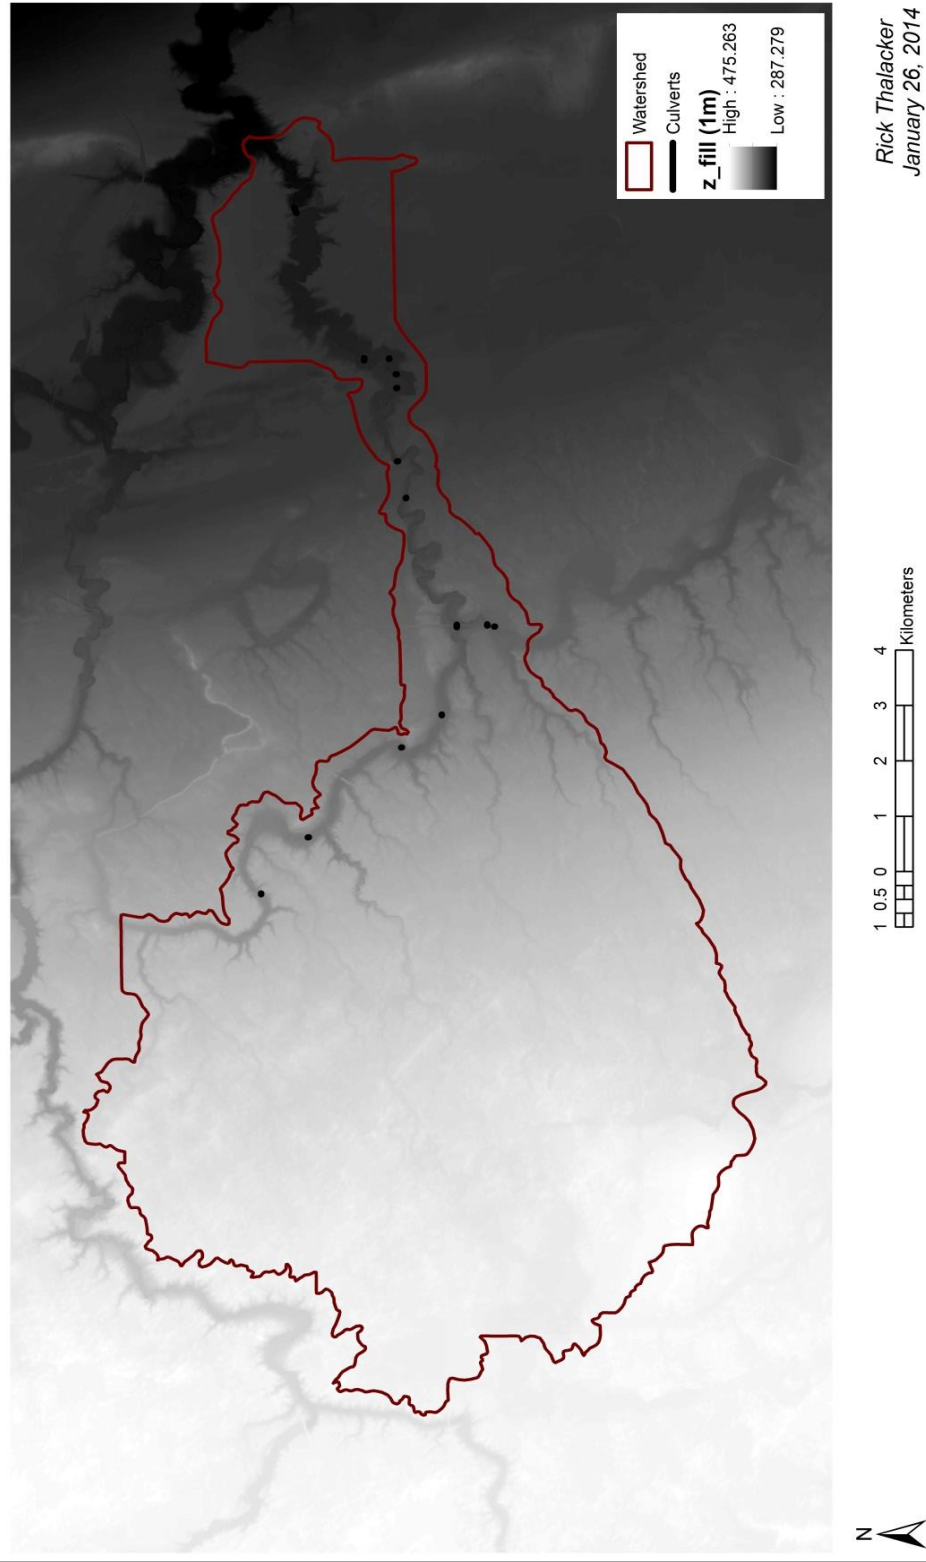 Watershed
Culverts
z_fill (1m)
High : 475.263
Low : 287.279
1 0.5 0 1 2 3 4
Kilometers
N
Rick Thalacker
January 26, 2014